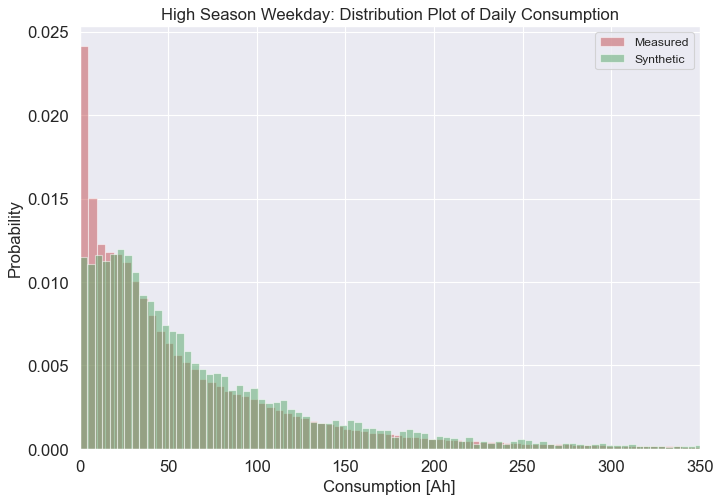 High Season Weekday: Distribution Plot of Daily Consumption
Measured
Synthetic
Probability
0.025
0.020
0.015
0.010
0.005
0.000
0 50 100 150 200 250 300 350
Consumption [Ah]